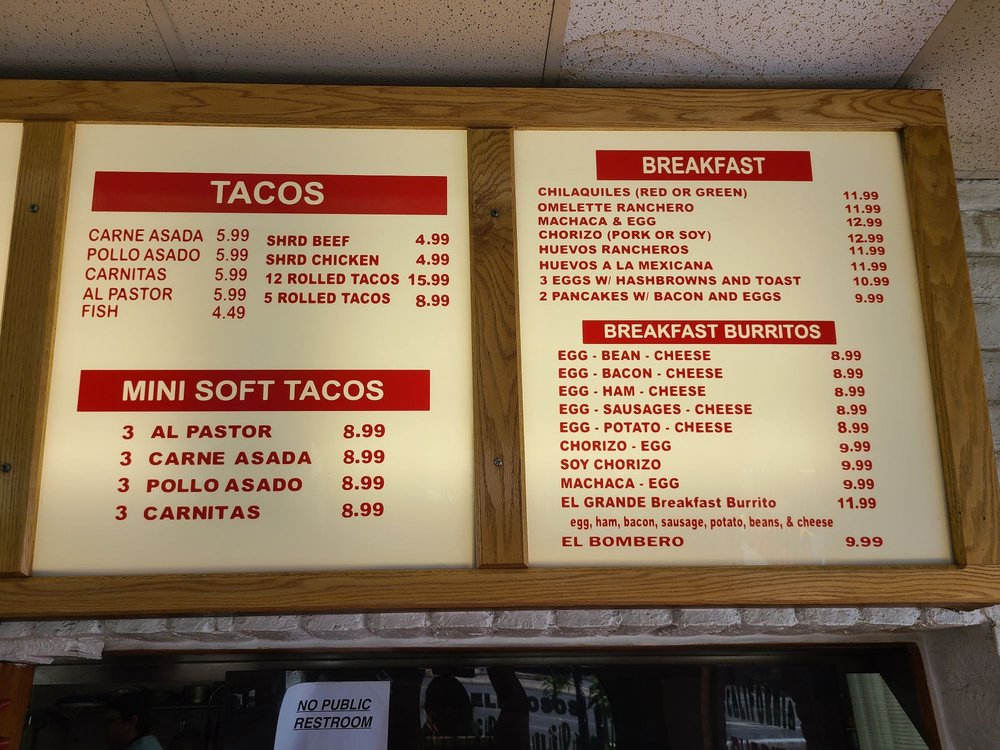 TACOS
CARNE ASADA 5.99
POLLO ASADO 5.99
CARNITAS 5.99
AL PASTOR 5.99
FISH 4.49
SHRD BEEF 4.99
SHRD CHICKEN 4.99
12 ROLLED TACOS 15.99
5 ROLLED TACOS 8.99
MINI SOFT TACOS
3 AL PASTOR 8.99
3 CARNE ASADA 8.99
3 POLLO ASADO 8.99
3 CARNITAS 8.99
BREAKFAST
CHILAQUILES (RED OR GREEN) 11.99
OMELETTE RANCHERO 11.99
MACHACA & EGG 12.99
CHORIZO (PORK OR SOY) 12.99
HUEVOS RANCHEROS 11.99
HUEVOS A LA MEXICANA 11.99
3 EGGS W/ HASHBROWNS AND TOAST 10.99
2 PANCAKES W/ BACON AND EGGS 9.99
BREAKFAST BURRITOS
EGG - BEAN - CHEESE 8.99
EGG - BACON - CHEESE 8.99
EGG - HAM - CHEESE 8.99
EGG - SAUSAGES - CHEESE 8.99
EGG - POTATO - CHEESE 8.99
CHORIZO - EGG 9.99
SOY CHORIZO 9.99
MACHACA - EGG 9.99
EL GRANDE Breakfast Burrito 11.99
egg, ham, bacon, sausage, potato, beans, & cheese
EL BOMBERO 9.99
NO PUBLIC
RESTROOM